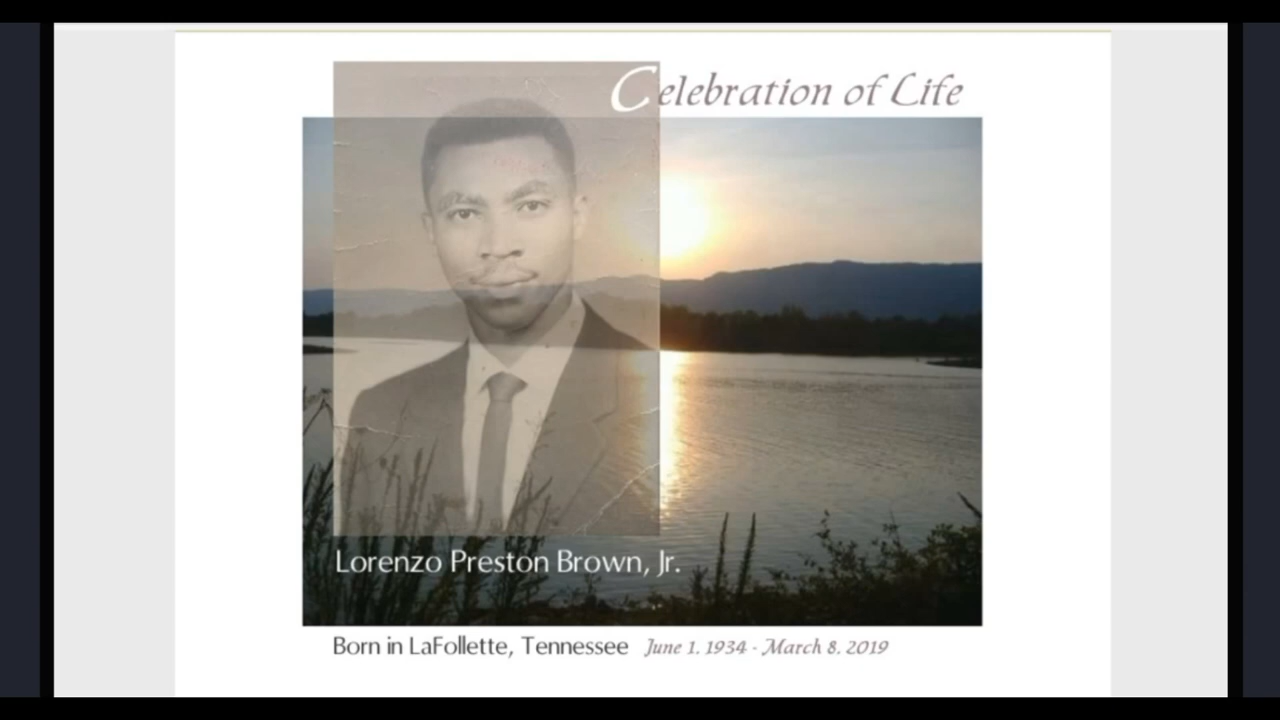 Celebration of Life
Lorenzo Preston Brown, Jr.
Born in LaFollette, Tennessee June 1, 1934 - March 8, 2019